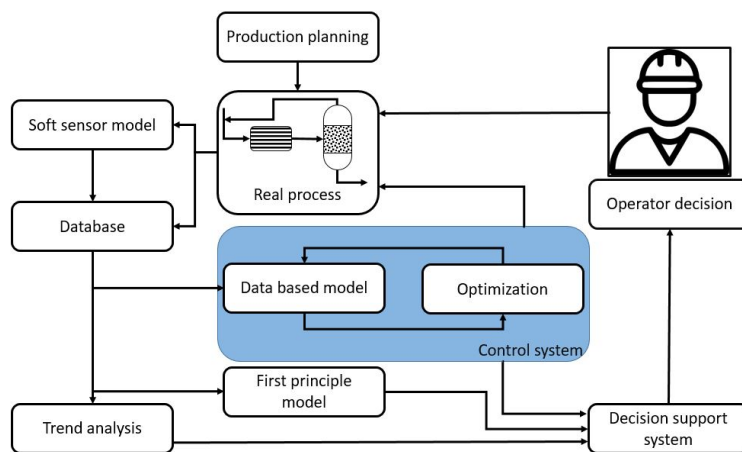 Production planning
Soft sensor model
Real process
Database
Operator decision
Data based model
Optimization
Control system
First principle
model
Trend analysis
Decision support
system